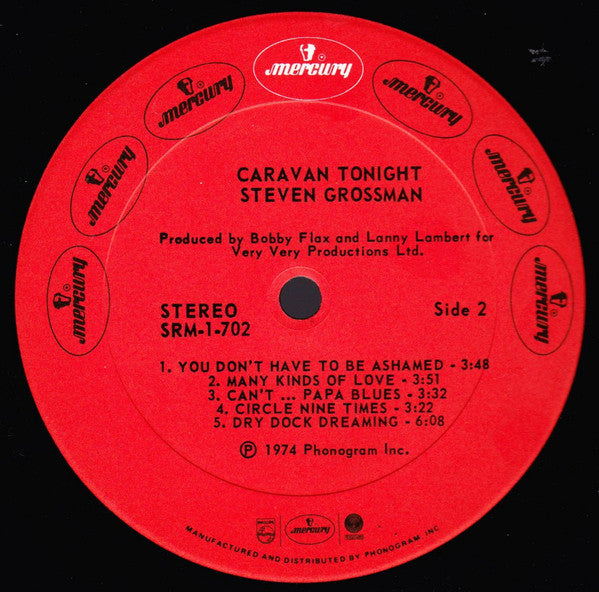 mercury
mercury
mercury
mercury
mercury
mercury
mercury
CARAVAN TONIGHT
STEVEN GROSSMAN
Produced by Bobby Flax and Lanny Lambert for
Very Very Productions Ltd.
STEREO
SRM-1-702
Side 2
1. YOU DON'T HAVE TO BE ASHAMED - 3:48
2. MANY KINDS OF LOVE - 3:51
3. CAN'T ... PAPA BLUES - 3:32
4. CIRCLE NINE TIMES - 3:22
5. DRY DOCK DREAMING - 6:08
Ⓟ 1974 Phonogram Inc.
PHILIPS
mercury
MANUFACTURED AND DISTRIBUTED BY PHONOGRAM, INC.